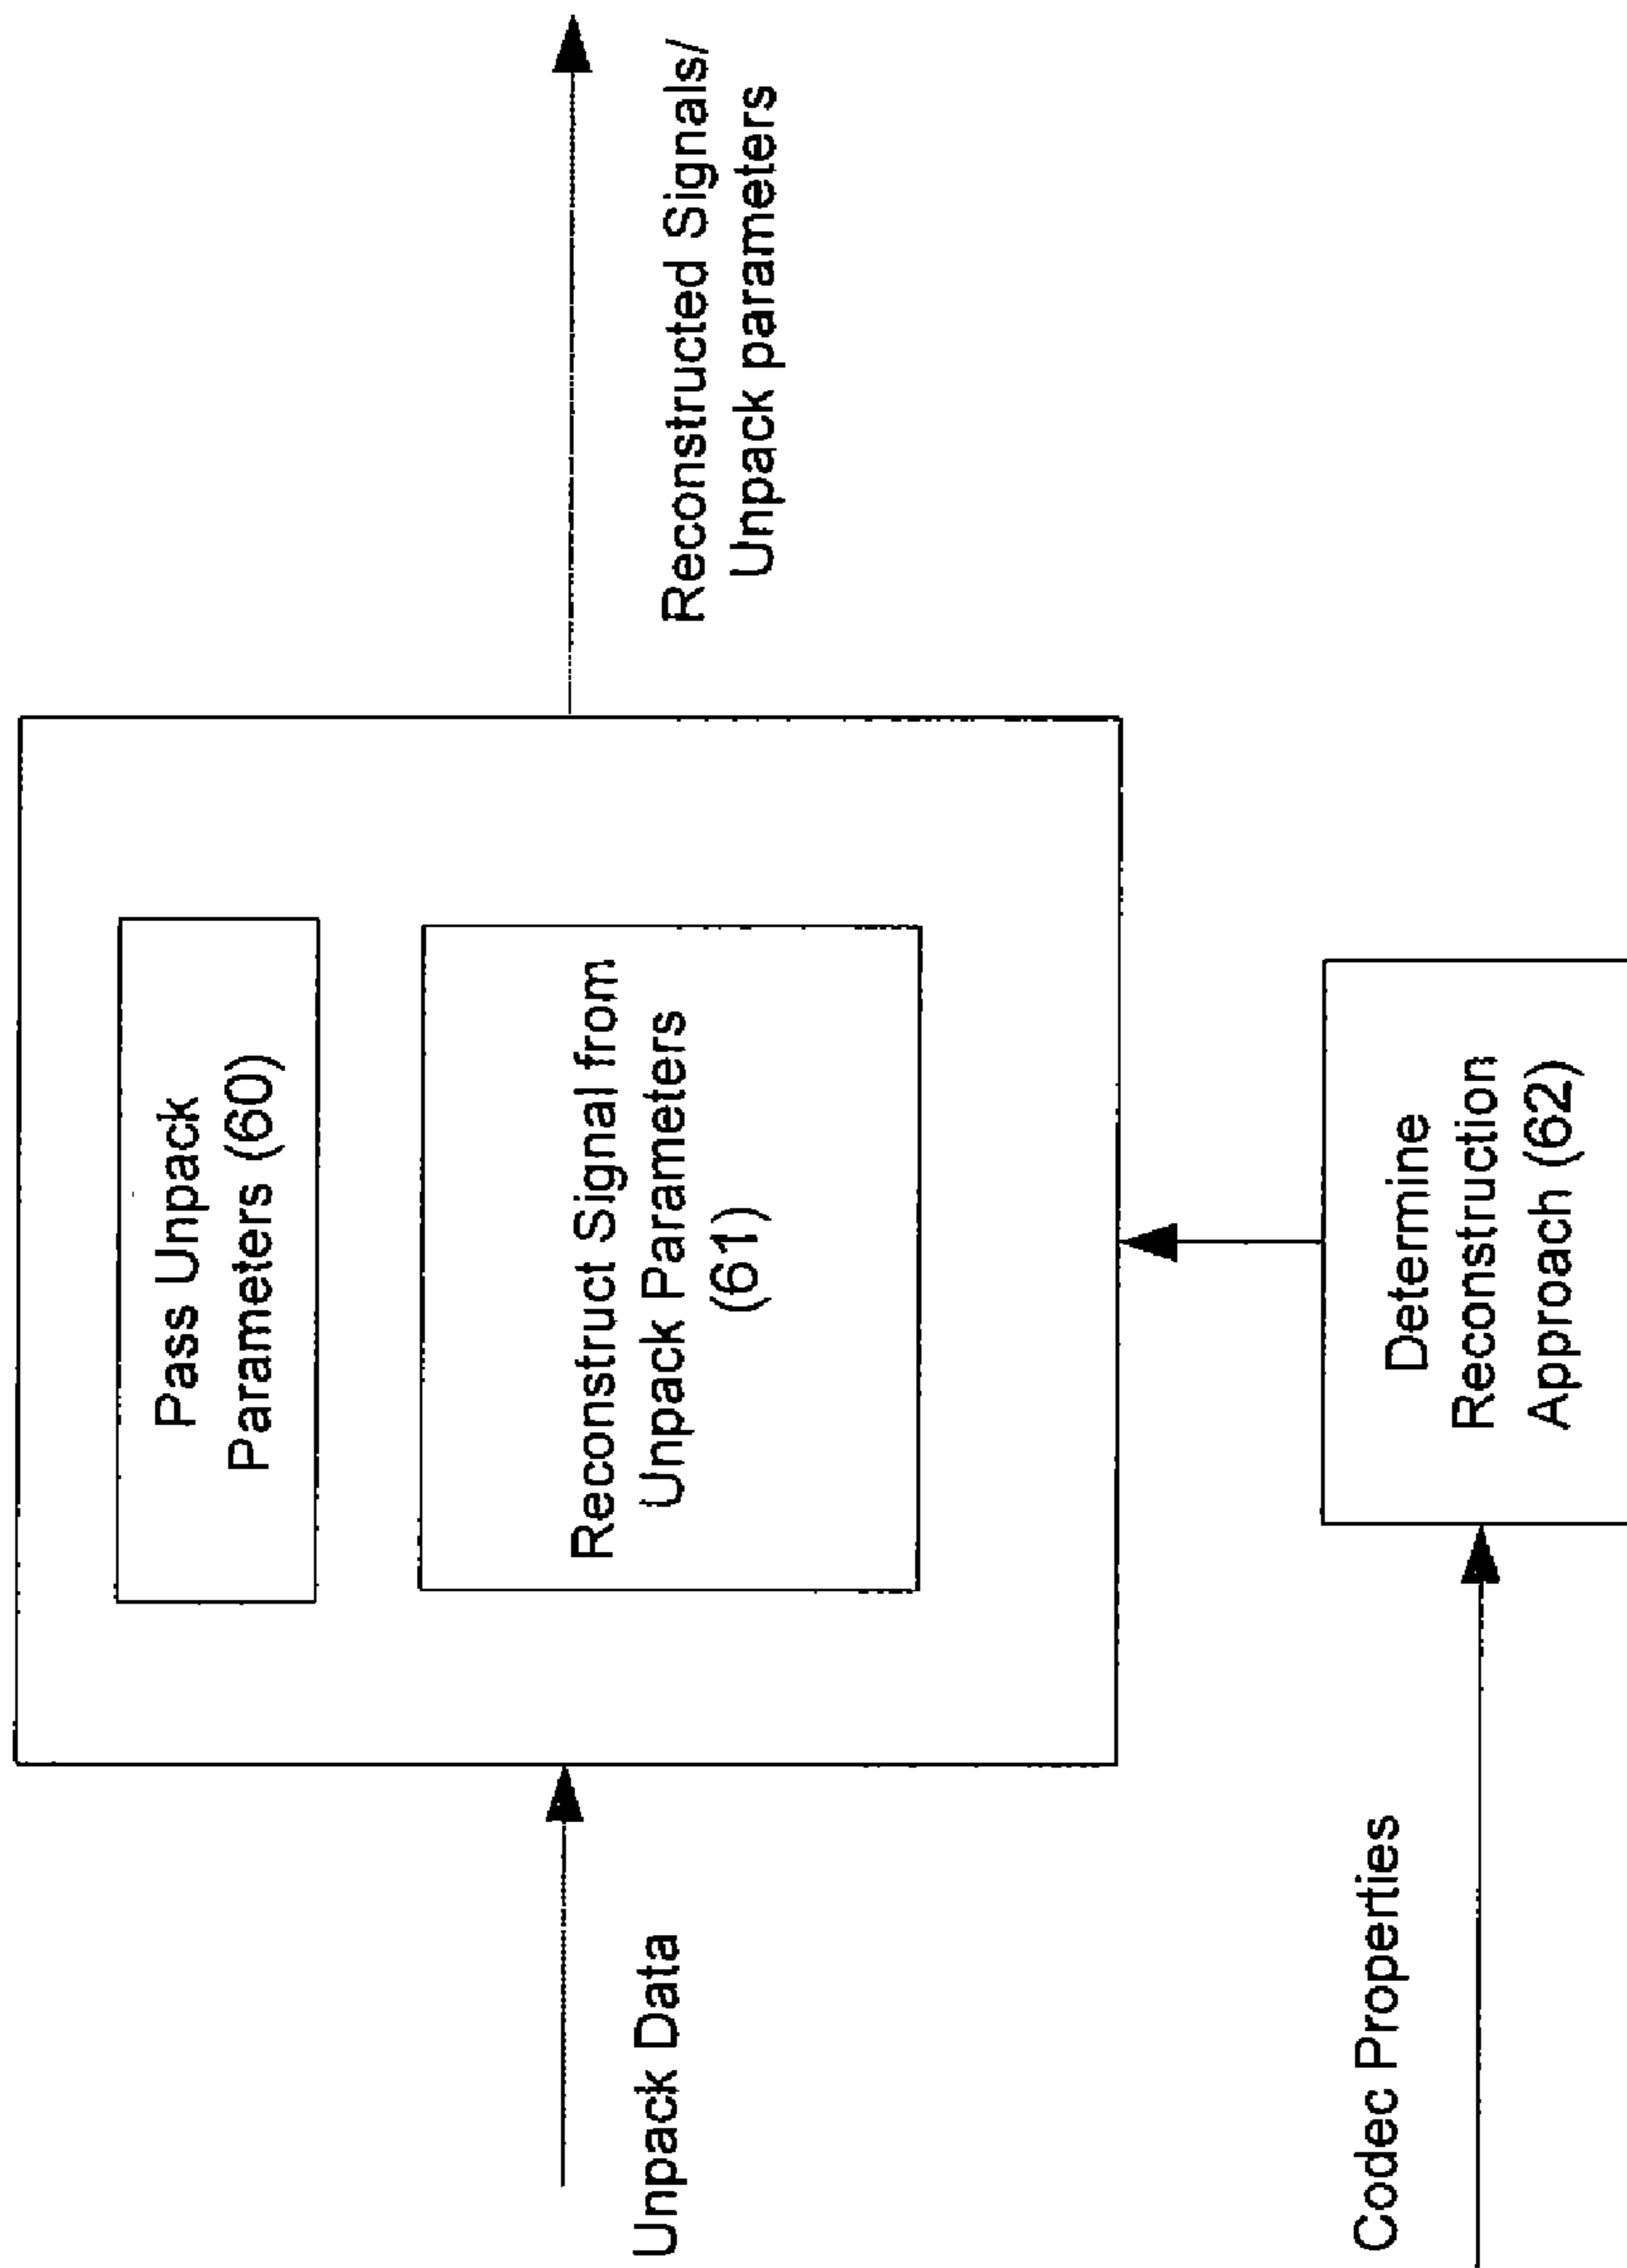 Pass Unpack
Parameters (60)
Reconstruct Signal from
Unpack Parameters
(61)
Unpack Data
Reconstructed Signals/
Unpack parameters
Codec Properties
Determine
Reconstruction
Approach (62)